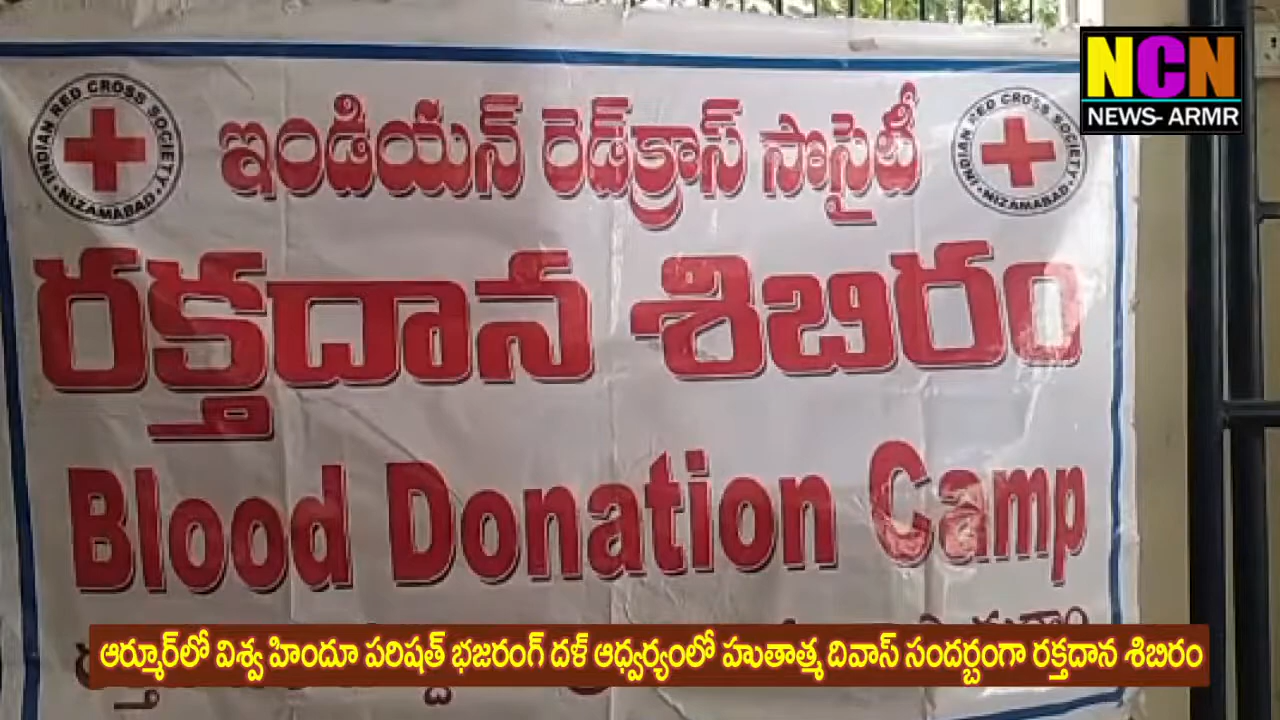 NCN
NEWS- ARMR
INDIAN RED CROSS SOCIETY
NIZAMABAD
ఇండియన్ రెడ్‌క్రాస్ సొసైటీ
INDIAN RED CROSS SOCIETY
NIZAMABAD
రక్తదాన శిబిరం
Blood Donation Camp
ఆర్మూర్‌లో విశ్వ హిందూ పరిషత్ భజరంగ్ దళ్ ఆధ్వర్యంలో హుతాత్మ దివాస్ సందర్బంగా రక్తదాన శిబిరం